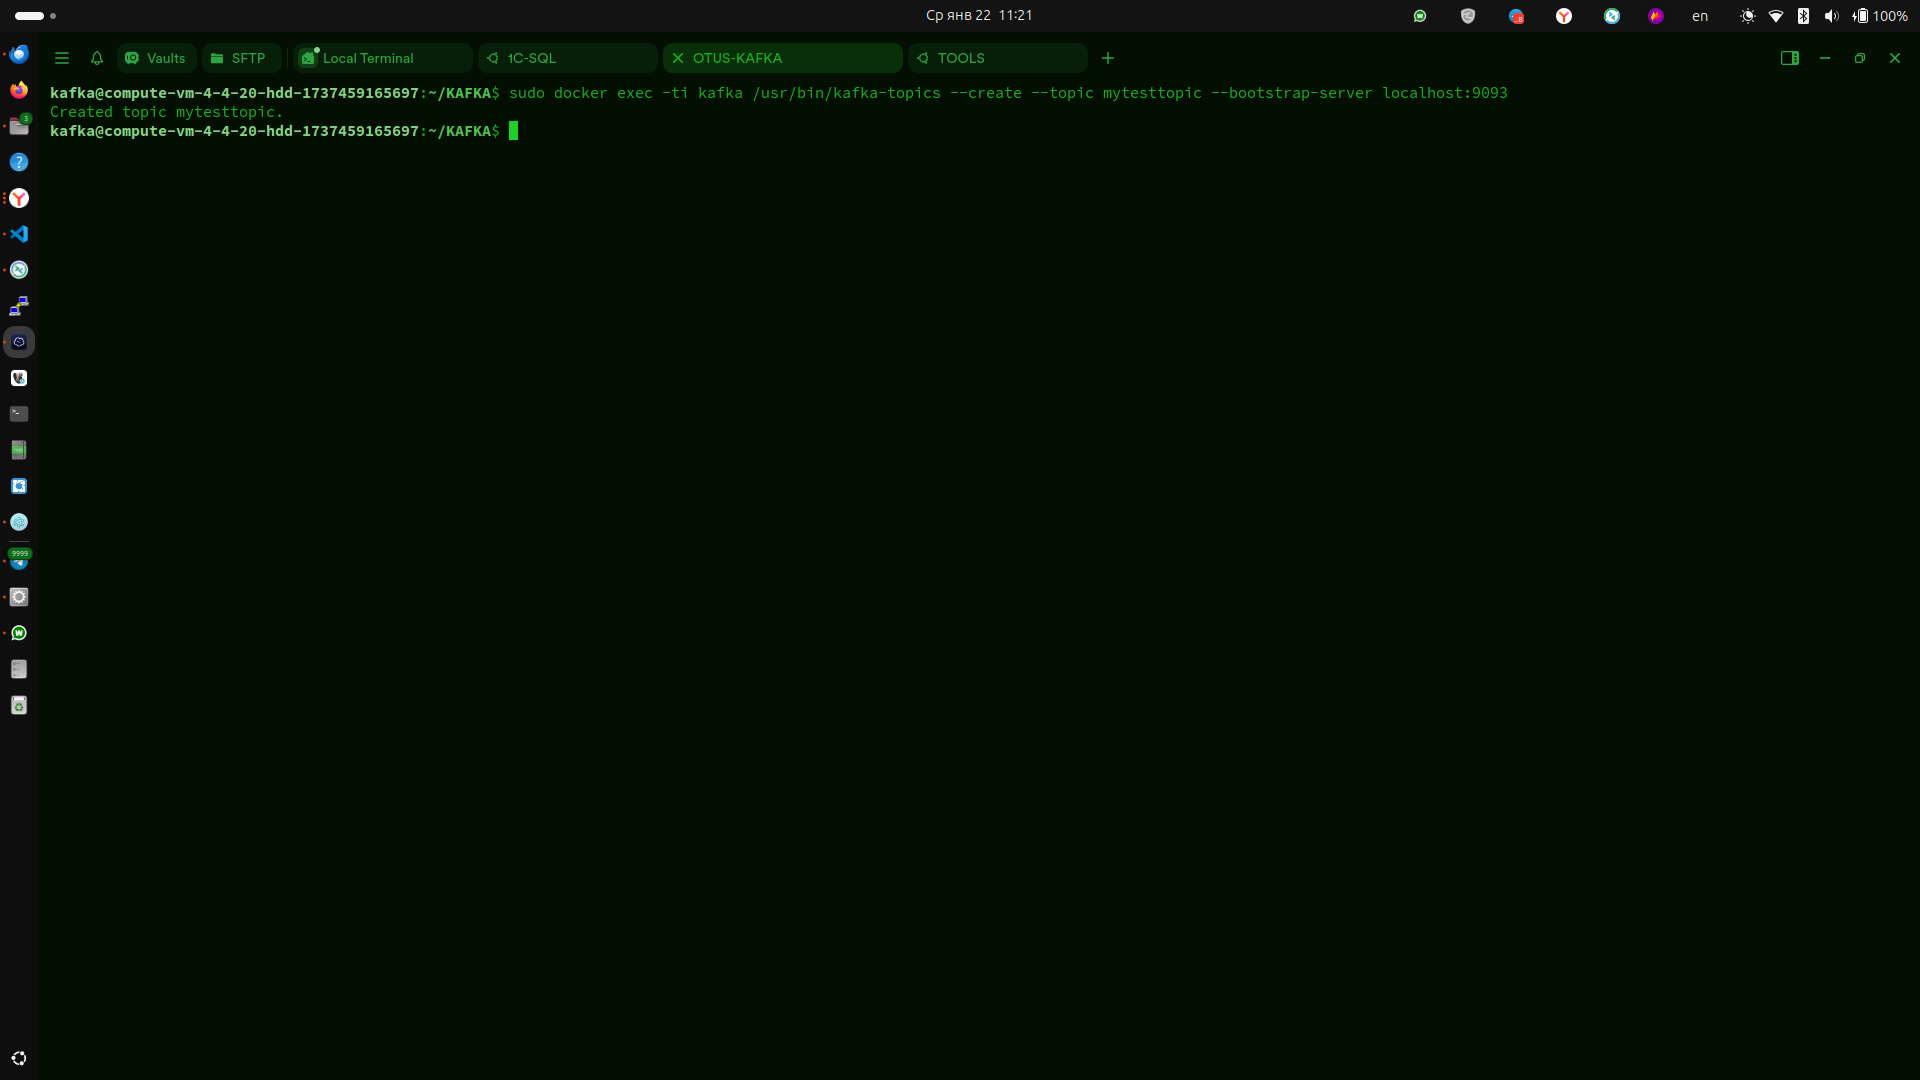 Ср янв 22 11:21
en
100%
Vaults
SFTP
Local Terminal
1C-SQL
OTUS-KAFKA
TOOLS
kafka@compute-vm-4-4-20-hdd-1737459165697:~/KAFKA$ sudo docker exec -ti kafka /usr/bin/kafka-topics --create --topic mytesttopic --bootstrap-server localhost:9093
Created topic mytesttopic.
kafka@compute-vm-4-4-20-hdd-1737459165697:~/KAFKA$
3
9999